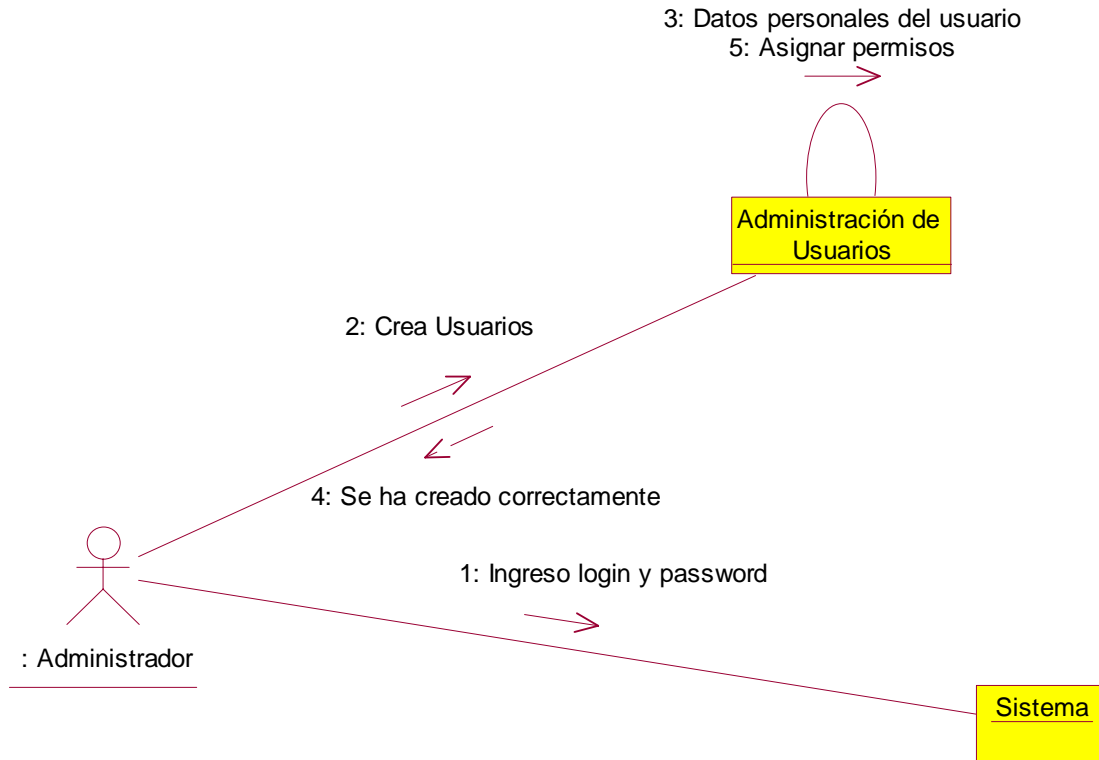 3: Datos personales del usuario
5: Asignar permisos
Administración de
Usuarios
2: Crea Usuarios
4: Se ha creado correctamente
1: Ingreso login y password
: Administrador
Sistema